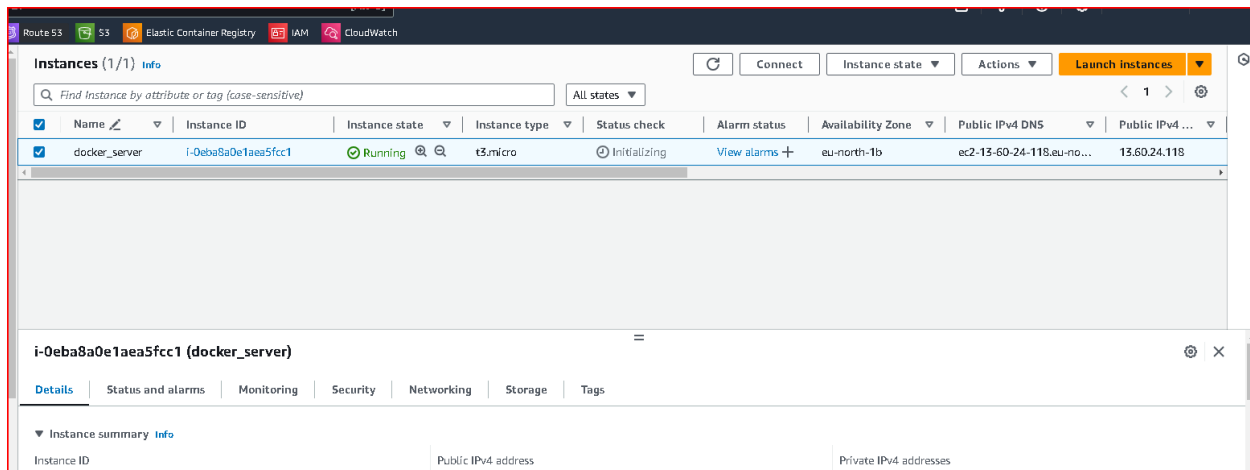 Route 53 S3 Elastic Container Registry IAM CloudWatch
Instances (1/1) Info Connect Instance state Actions Launch instances
Find Instance by attribute or tag (case-sensitive) All states 1
Name Instance ID Instance state Instance type Status check Alarm status Availability Zone Public IPv4 DNS Public IPv4 ...
docker_server i-0eba8a0e1aea5fcc1 Running t3.micro Initializing View alarms eu-north-1b ec2-13-60-24-118.eu-no... 13.60.24.118
i-0eba8a0e1aea5fcc1 (docker_server)
Details Status and alarms Monitoring Security Networking Storage Tags
Instance summary Info
Instance ID Public IPv4 address Private IPv4 addresses